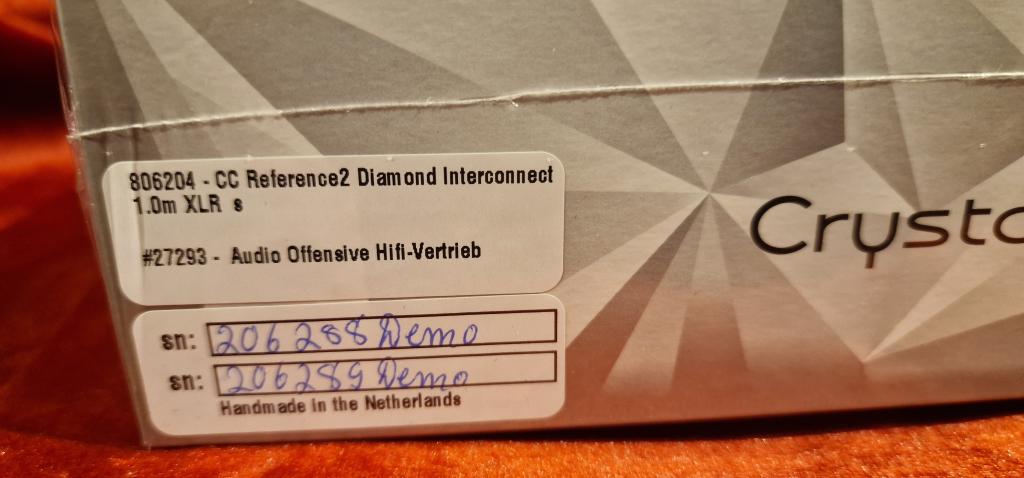 806204 - CC Reference2 Diamond Interconnect
1.0m XLR s
#27293 - Audio Offensive Hifi-Vertrieb
Crysta
sn: 206288 Demo
sn: 206289 Demo
Handmade in the Netherlands